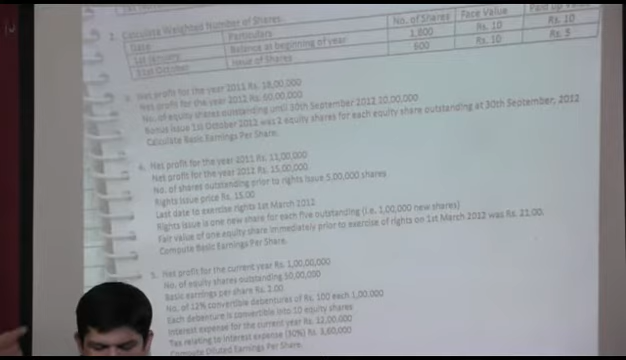 2. Calculate Weighted Number of Shares.
Date Particulars No. of Shares Face Value Paid Up
1st January Balance at beginning of year 1,800 Rs. 10 Rs. 10
31st October Issue of Shares 600 Rs. 10 Rs. 5
3. Net profit for the year 2011 Rs. 18,00,000
Net profit for the year 2012 Rs. 60,00,000
No. of equity shares outstanding until 30th September 2012 20,00,000
Bonus issue 1st October 2012 was 2 equity shares for each equity share outstanding at 30th September, 2012
Calculate Basic Earnings Per Share.
4. Net profit for the year 2011 Rs. 11,00,000
Net profit for the year 2012 Rs. 15,00,000
No. of shares outstanding prior to rights issue 5,00,000 shares
Rights issue price Rs. 15.00
Last date to exercise rights 1st March 2012
Rights issue is one new share for each five outstanding (i.e. 1,00,000 new shares)
Fair value of one equity share immediately prior to exercise of rights on 1st March 2012 was Rs. 21.00.
Compute Basic Earnings Per Share.
5. Net profit for the current year Rs. 1,00,00,000
No. of equity shares outstanding 50,00,000
Basic earnings per share Rs. 2.00
No. of 12% convertible debentures of Rs. 100 each 1,00,000
Each debenture is convertible into 10 equity shares
Interest expense for the current year Rs. 12,00,000
Tax relating to interest expense (30%) Rs. 3,60,000
Compute Diluted Earnings Per Share.